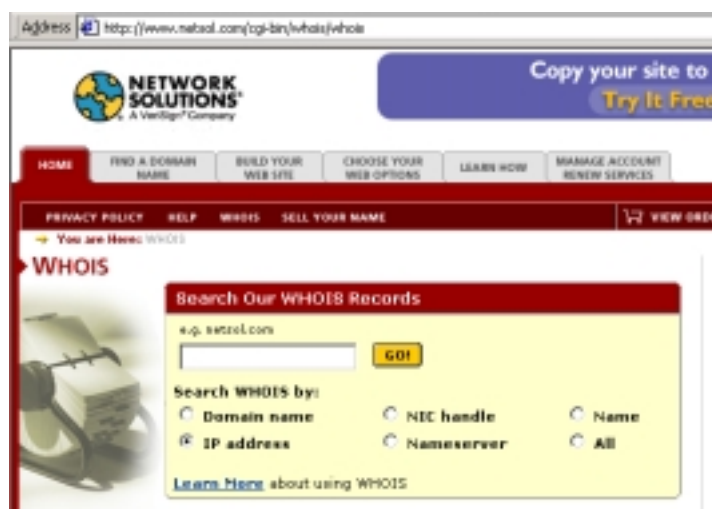 Address http://www.netsol.com/cgi-bin/whois/whois
NETWORK
SOLUTIONS®
A VeriSign® Company
Copy your site to
Try It Free
HOME
FIND A DOMAIN
NAME
BUILD YOUR
WEB SITE
CHOOSE YOUR
WEB OPTIONS
LEARN HOW
MANAGE ACCOUNT
RENEW SERVICES
PRIVACY POLICY HELP WHOIS SELL YOUR NAME VIEW ORD
You are Here: WHOIS
WHOIS
Search Our WHOIS Records
e.g. netsol.com
GO!
Search WHOIS by:
Domain name NIC handle Name
IP address Nameserver All
Learn More about using WHOIS